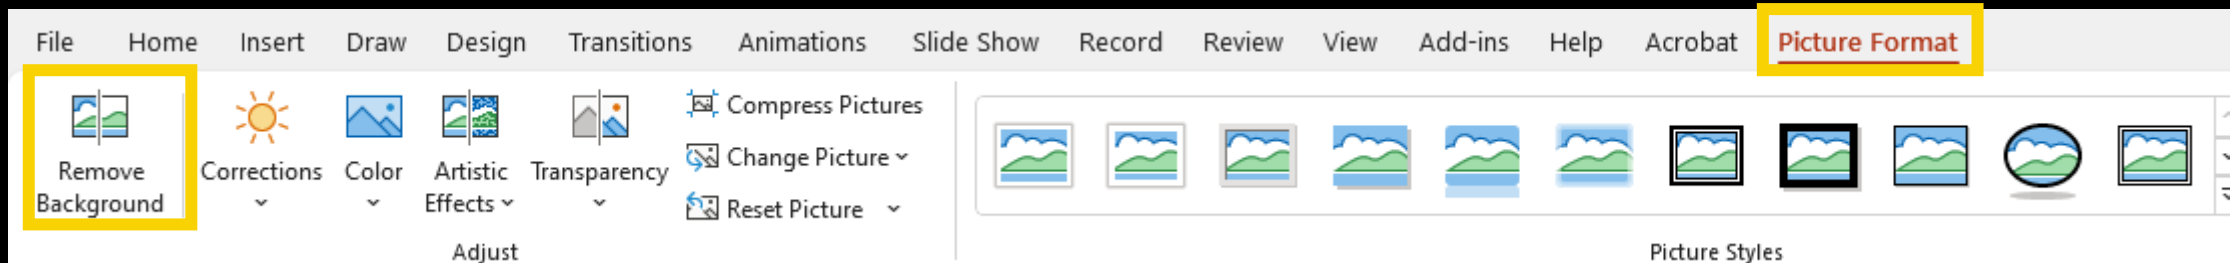 File Home Insert Draw Design Transitions Animations Slide Show Record Review View Add-ins Help Acrobat Picture Format
Remove
Background
Corrections
Color
Artistic
Effects
Transparency
Compress Pictures
Change Picture
Reset Picture
Adjust
Picture Styles